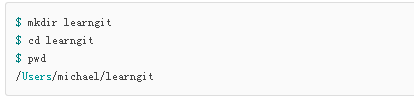 $ mkdir learngit
$ cd learngit
$ pwd
/Users/michael/learngit